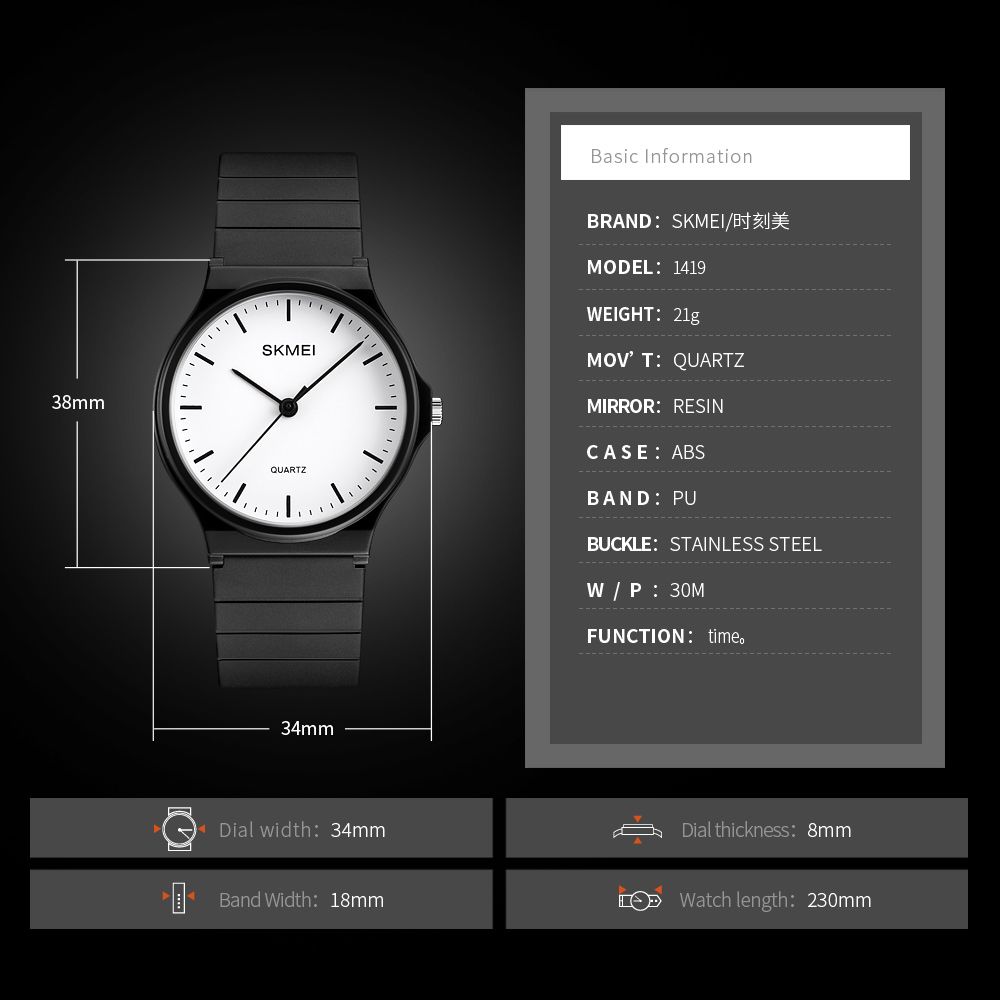 Basic Information
BRAND: SKMEI/时刻美
MODEL: 1419
WEIGHT: 21g
MOV’ T: QUARTZ
MIRROR: RESIN
CASE: ABS
BAND: PU
BUCKLE: STAINLESS STEEL
W / P : 30M
FUNCTION: time。
SKMEI
QUARTZ
38mm
34mm
Dial width: 34mm
Dial thickness: 8mm
Band Width: 18mm
Watch length: 230mm